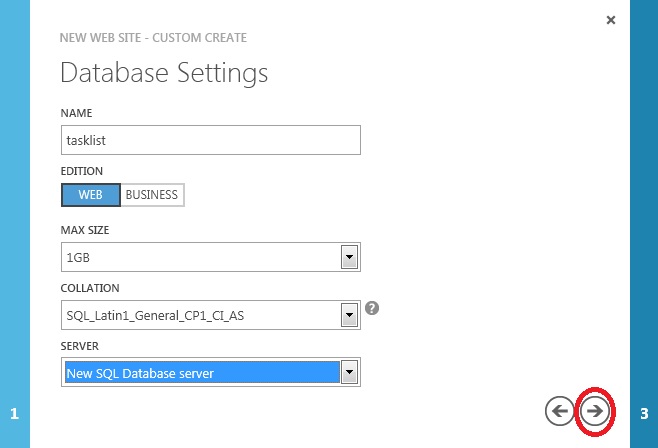 NEW WEB SITE - CUSTOM CREATE
Database Settings
NAME
tasklist
EDITION
WEB BUSINESS
MAX SIZE
1GB
COLLATION
SQL_Latin1_General_CP1_CI_AS ?
SERVER
New SQL Database server
1 3